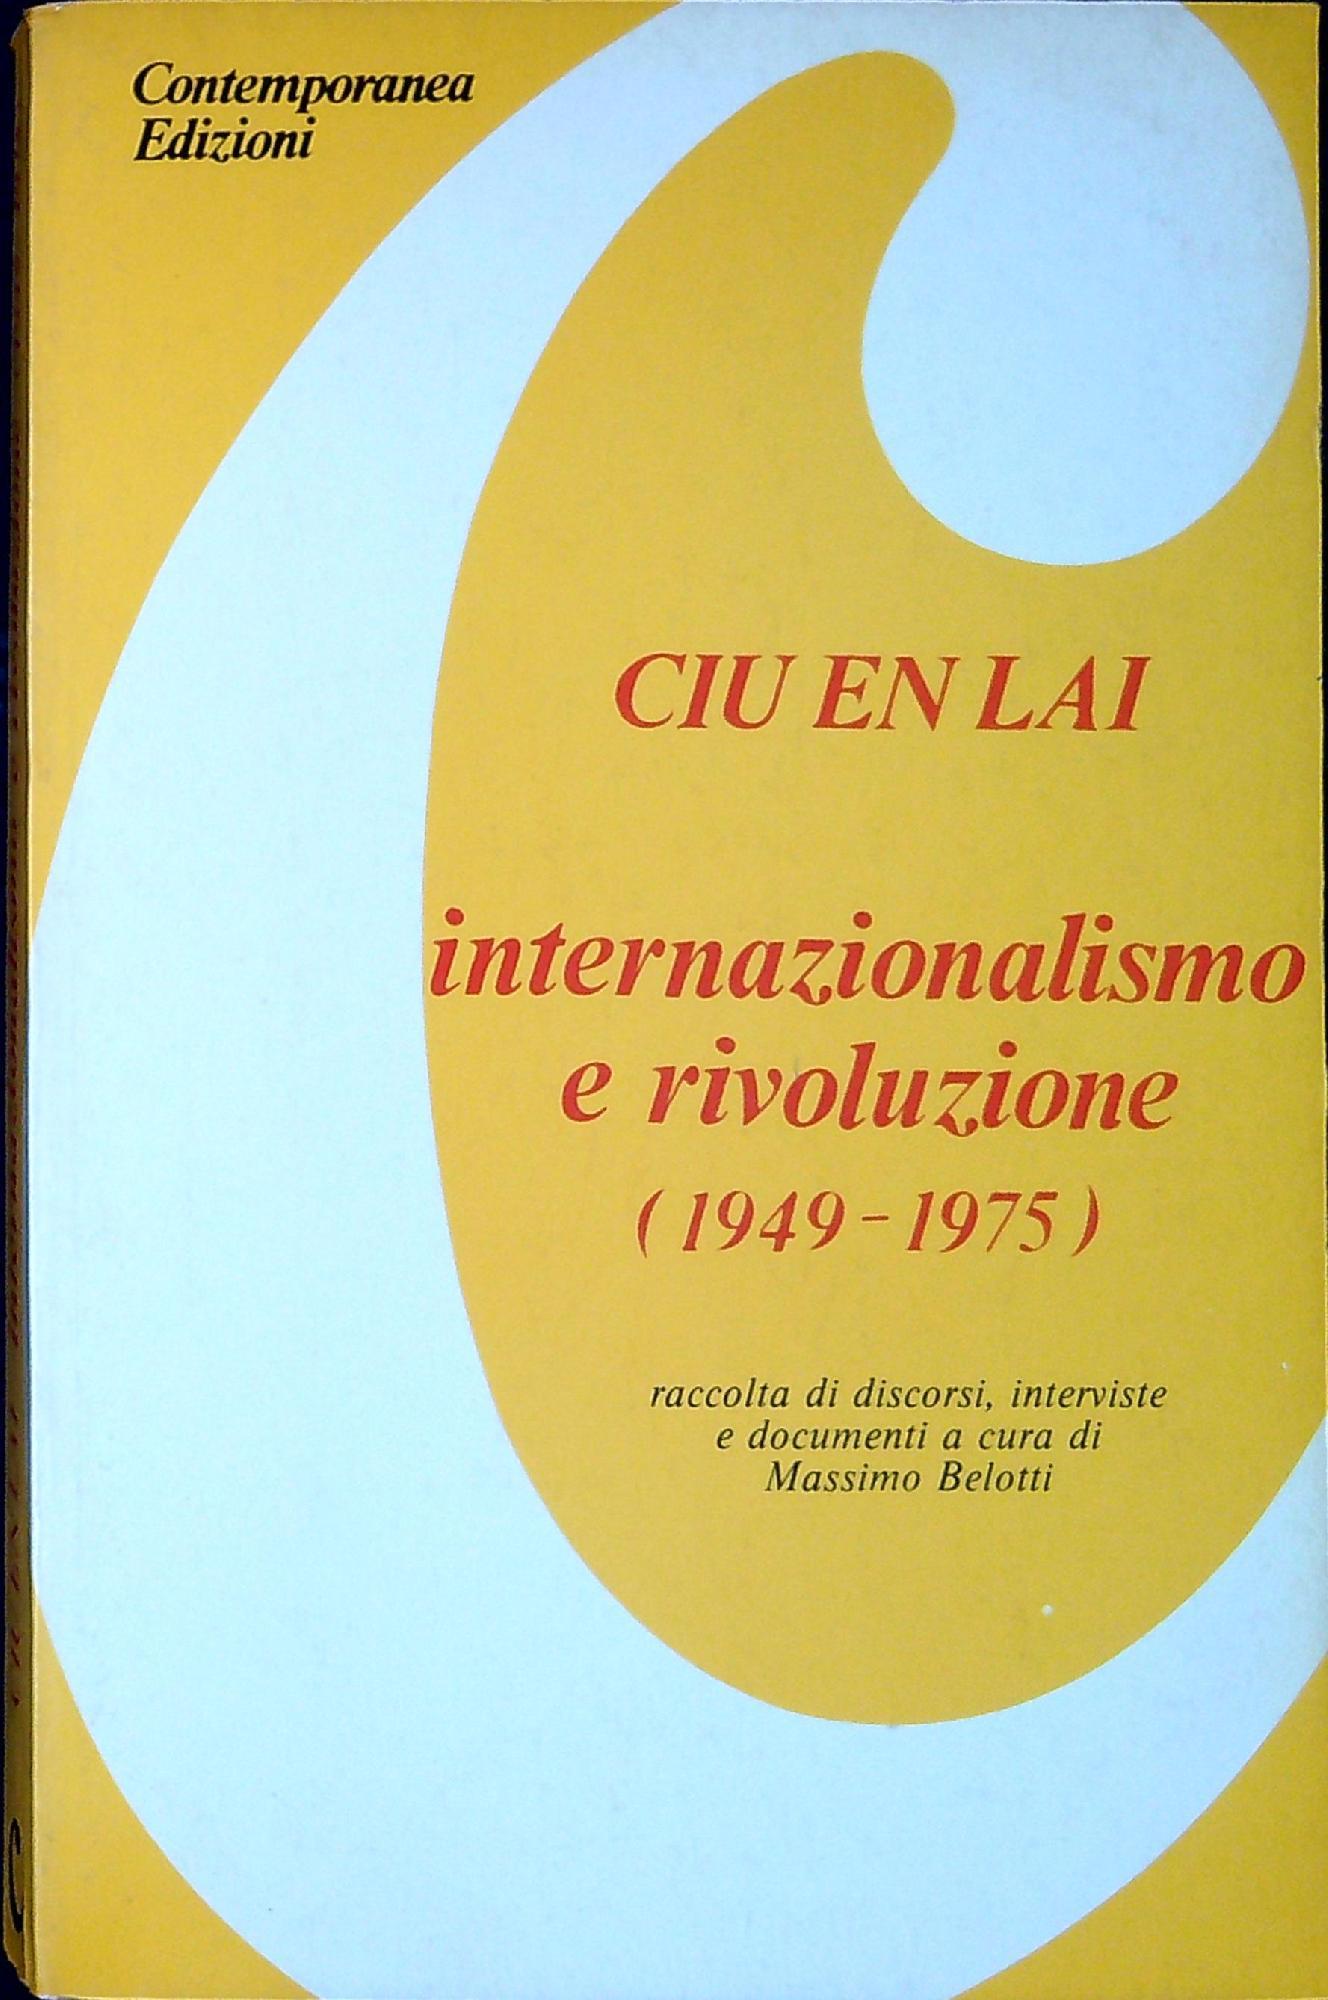 Contemporanea
Edizioni
CIU EN LAI
internazionalismo
e rivoluzione
(1949-1975)
raccolta di discorsi, interviste
e documenti a cura di
Massimo Belotti